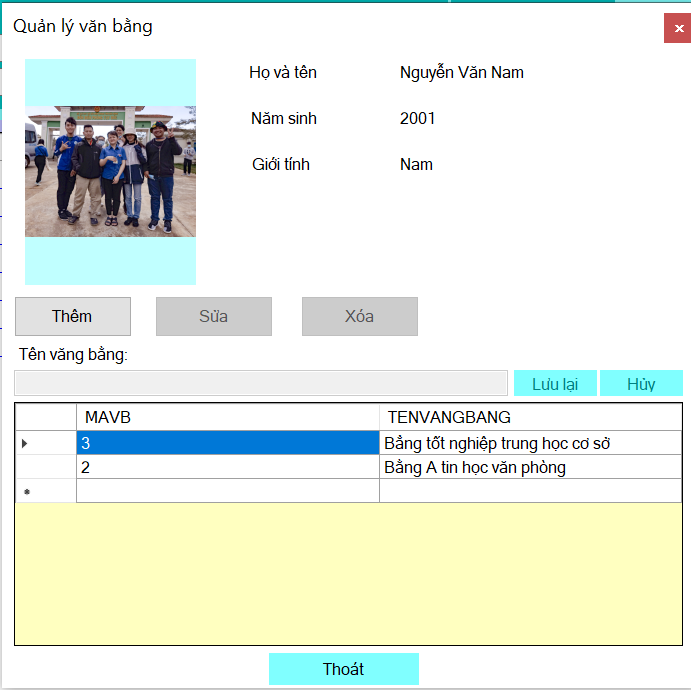 Quản lý văn bằng
x
Họ và tên Nguyễn Văn Nam
Năm sinh 2001
Giới tính Nam
Thêm Sửa Xóa
Tên văng bằng:
Lưu lại Hủy
MAVB TENVANGBANG
3 Bằng tốt nghiệp trung học cơ sở
2 Bằng A tin học văn phòng
Thoát